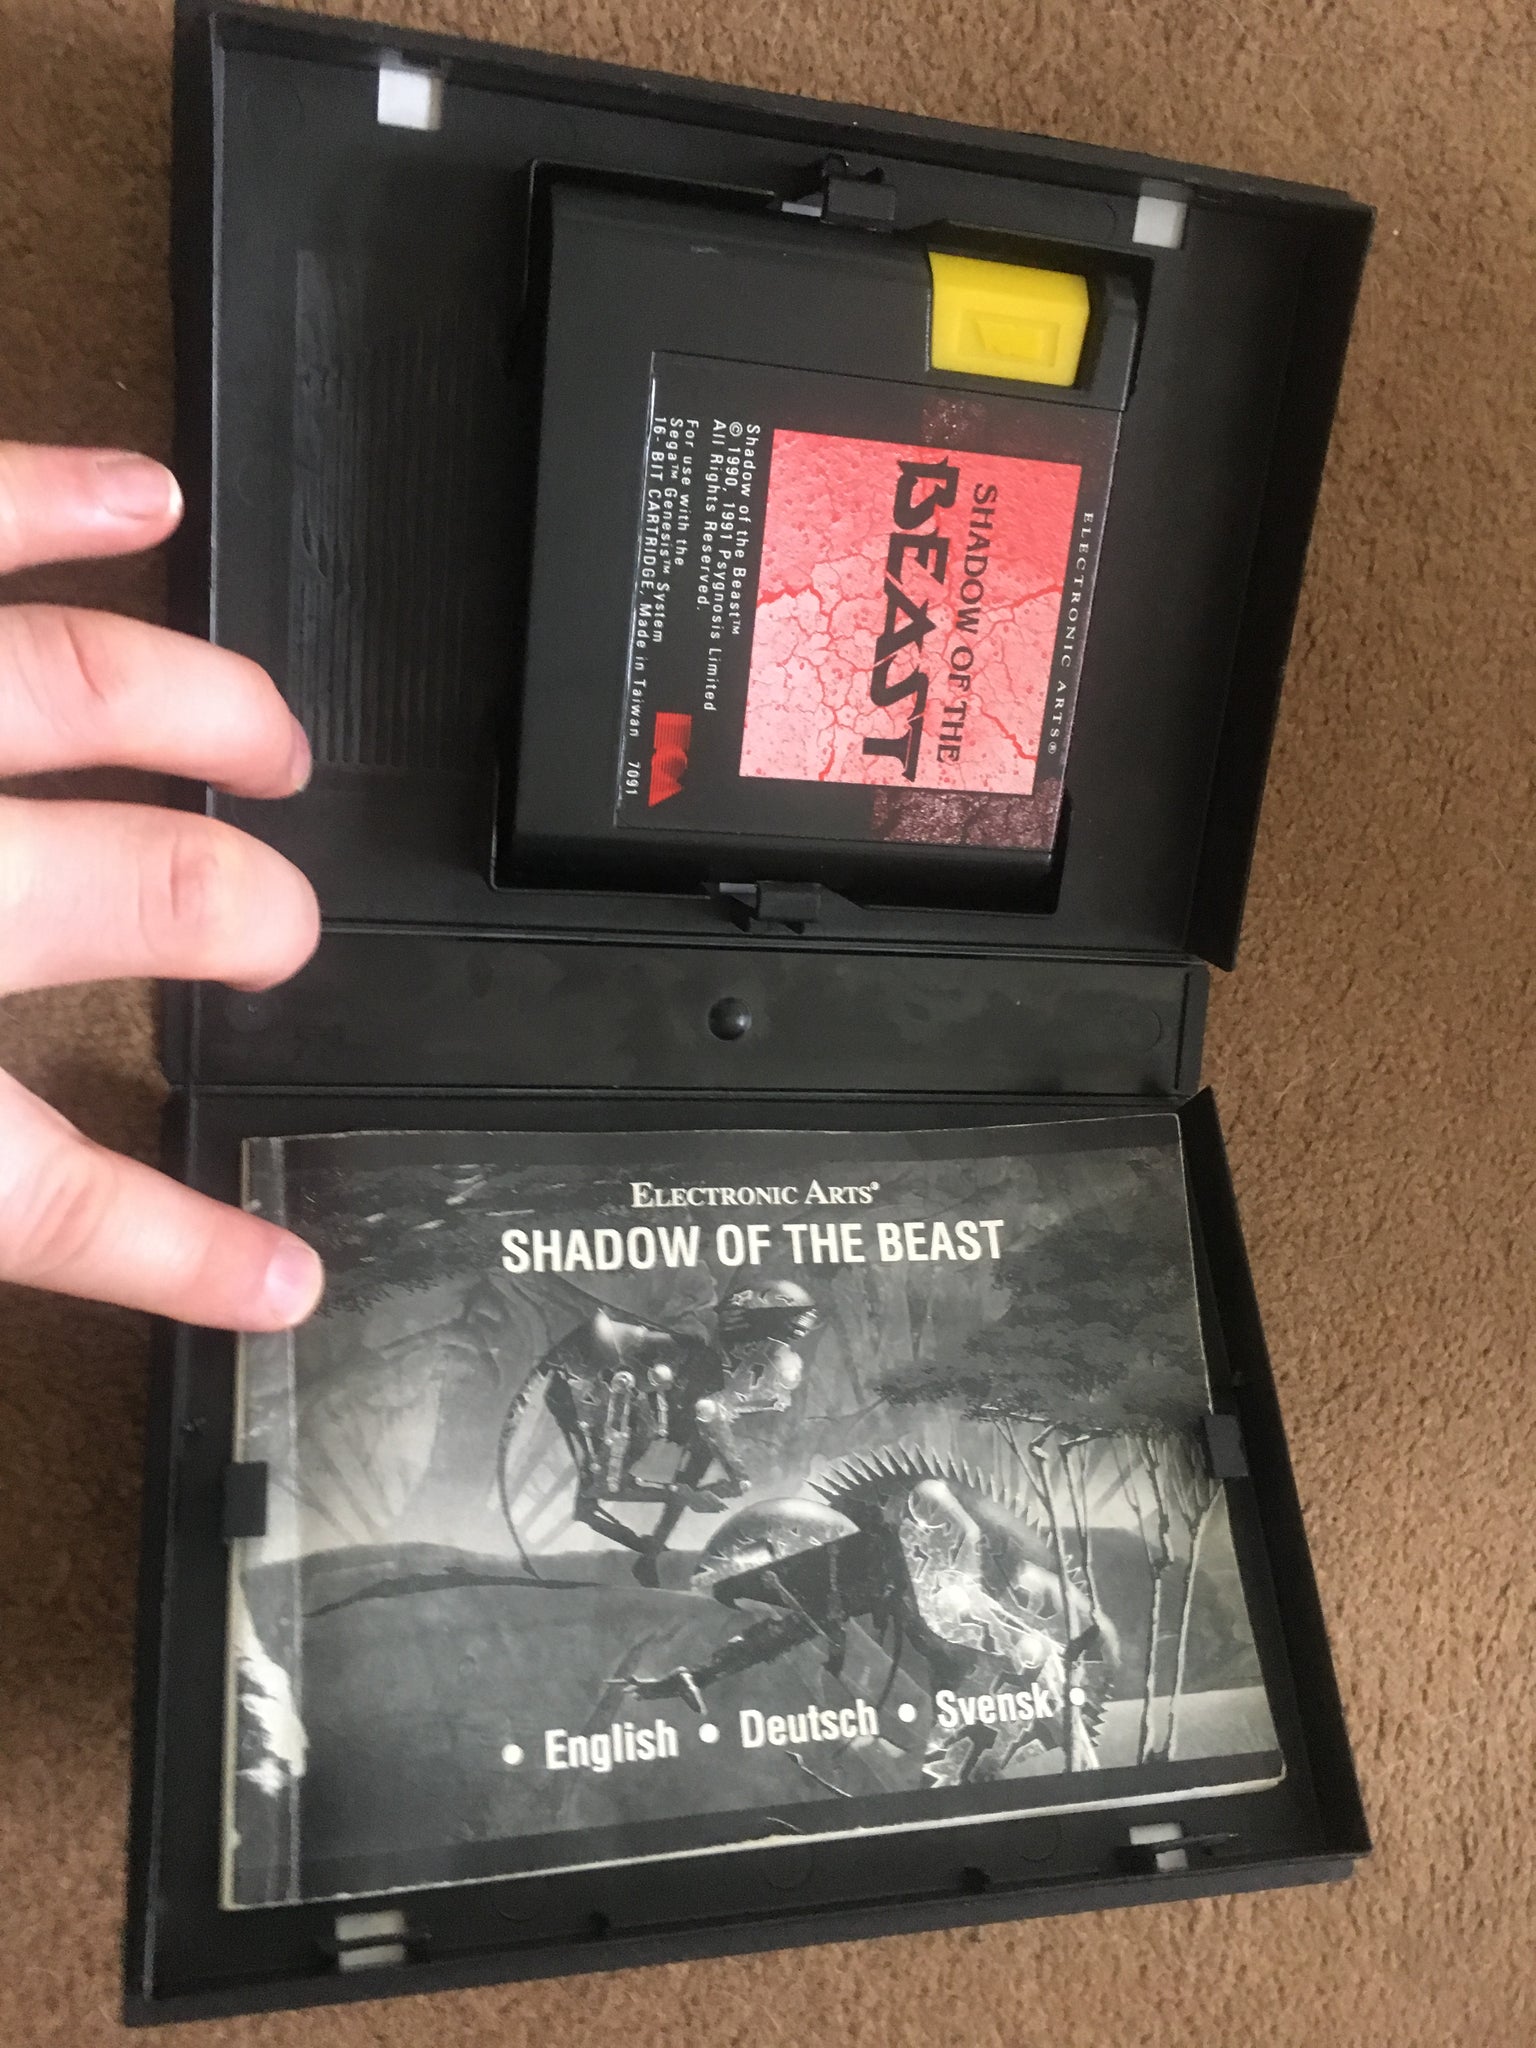 ELECTRONIC ARTS®
SHADOW OF THE
BEAST
Shadow of the Beast™
© 1990, 1991 Psygnosis Limited
All Rights Reserved.
For use with the
Sega™ Genesis™ System
16-BIT CARTRIDGE, Made in Taiwan 7091
ELECTRONIC ARTS®
SHADOW OF THE BEAST
• English • Deutsch • Svensk •